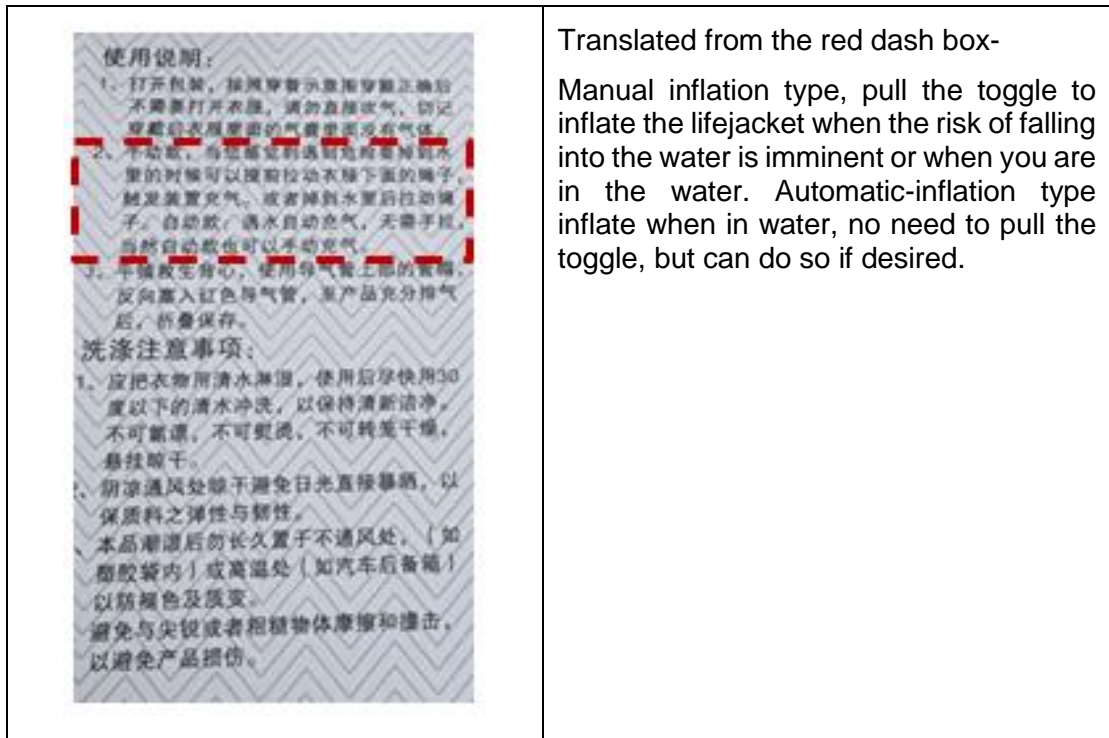 使用说明:
1、打开包装,按照穿着示意图穿戴正确后
不需要打开衣服,请勿直接吹气,切记
穿戴后衣服里面的气囊里面没有气体。
2、手动款,当您感觉到遇到危险要掉到水
里的时候可以提前拉动衣服下面的绳子,
触发装置充气、或者掉到水里后拉动绳
子。自动款,遇水自动充气,无需手拉,
当然自动款也可以手动充气。
3、平铺救生背心,使用导气管上部的管帽,
反向塞入红色导气管,至产品充分排气
后,折叠保存。
洗涤注意事项:
1、应把衣物用清水淋湿,使用后尽快用30
度以下的清水冲洗,以保持清新洁净。
不可氯漂,不可熨烫,不可转笼干燥,
悬挂晾干。
、阴凉通风处晾干避免日光直接暴晒,以
保质料之弹性与韧性。
、本品潮湿后勿长久置于不通风处,(如
塑胶袋内)或高温处(如汽车后备箱)
以防褪色及质变。
避免与尖锐或者粗糙物体摩擦和撞击,
以避免产品损伤。
Translated from the red dash box-
Manual inflation type, pull the toggle to
inflate the lifejacket when the risk of falling
into the water is imminent or when you are
in the water. Automatic-inflation type
inflate when in water, no need to pull the
toggle, but can do so if desired.